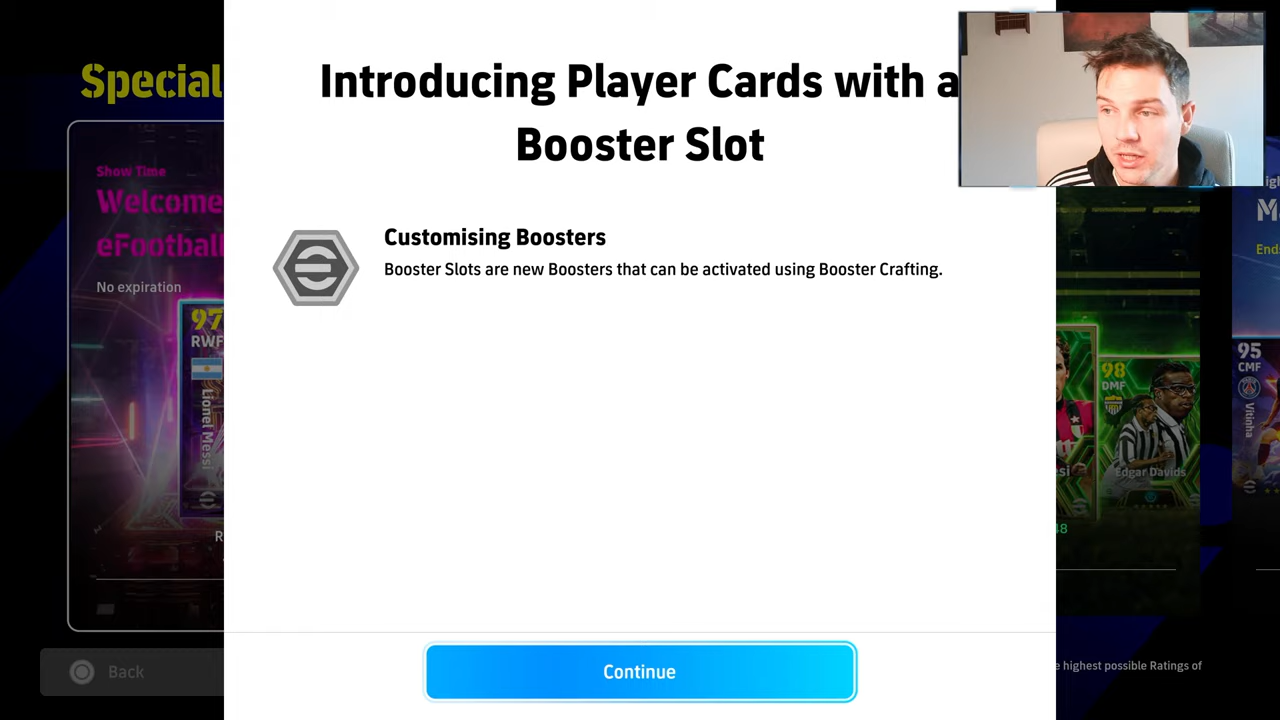 Special
Introducing Player Cards with a
Booster Slot
Show Time
Welcome
eFootball
No expiration
97
RWF
Lionel Messi
Customising Boosters
Booster Slots are new Boosters that can be activated using Booster Crafting.
98
DMF
Edgar Davids
95
CMF
Vitinha
Continue
Back
highest possible Ratings of